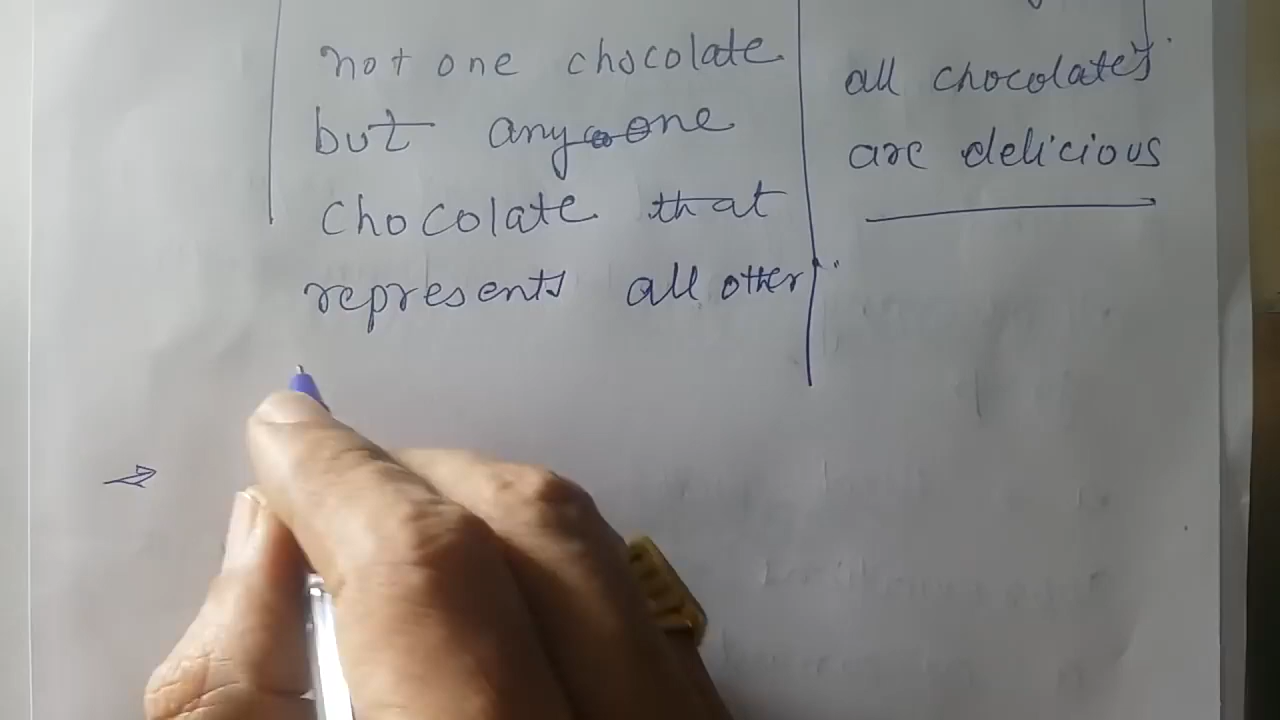 not one chocolate
but any one
chocolate that
represents all other
all chocolates
are delicious